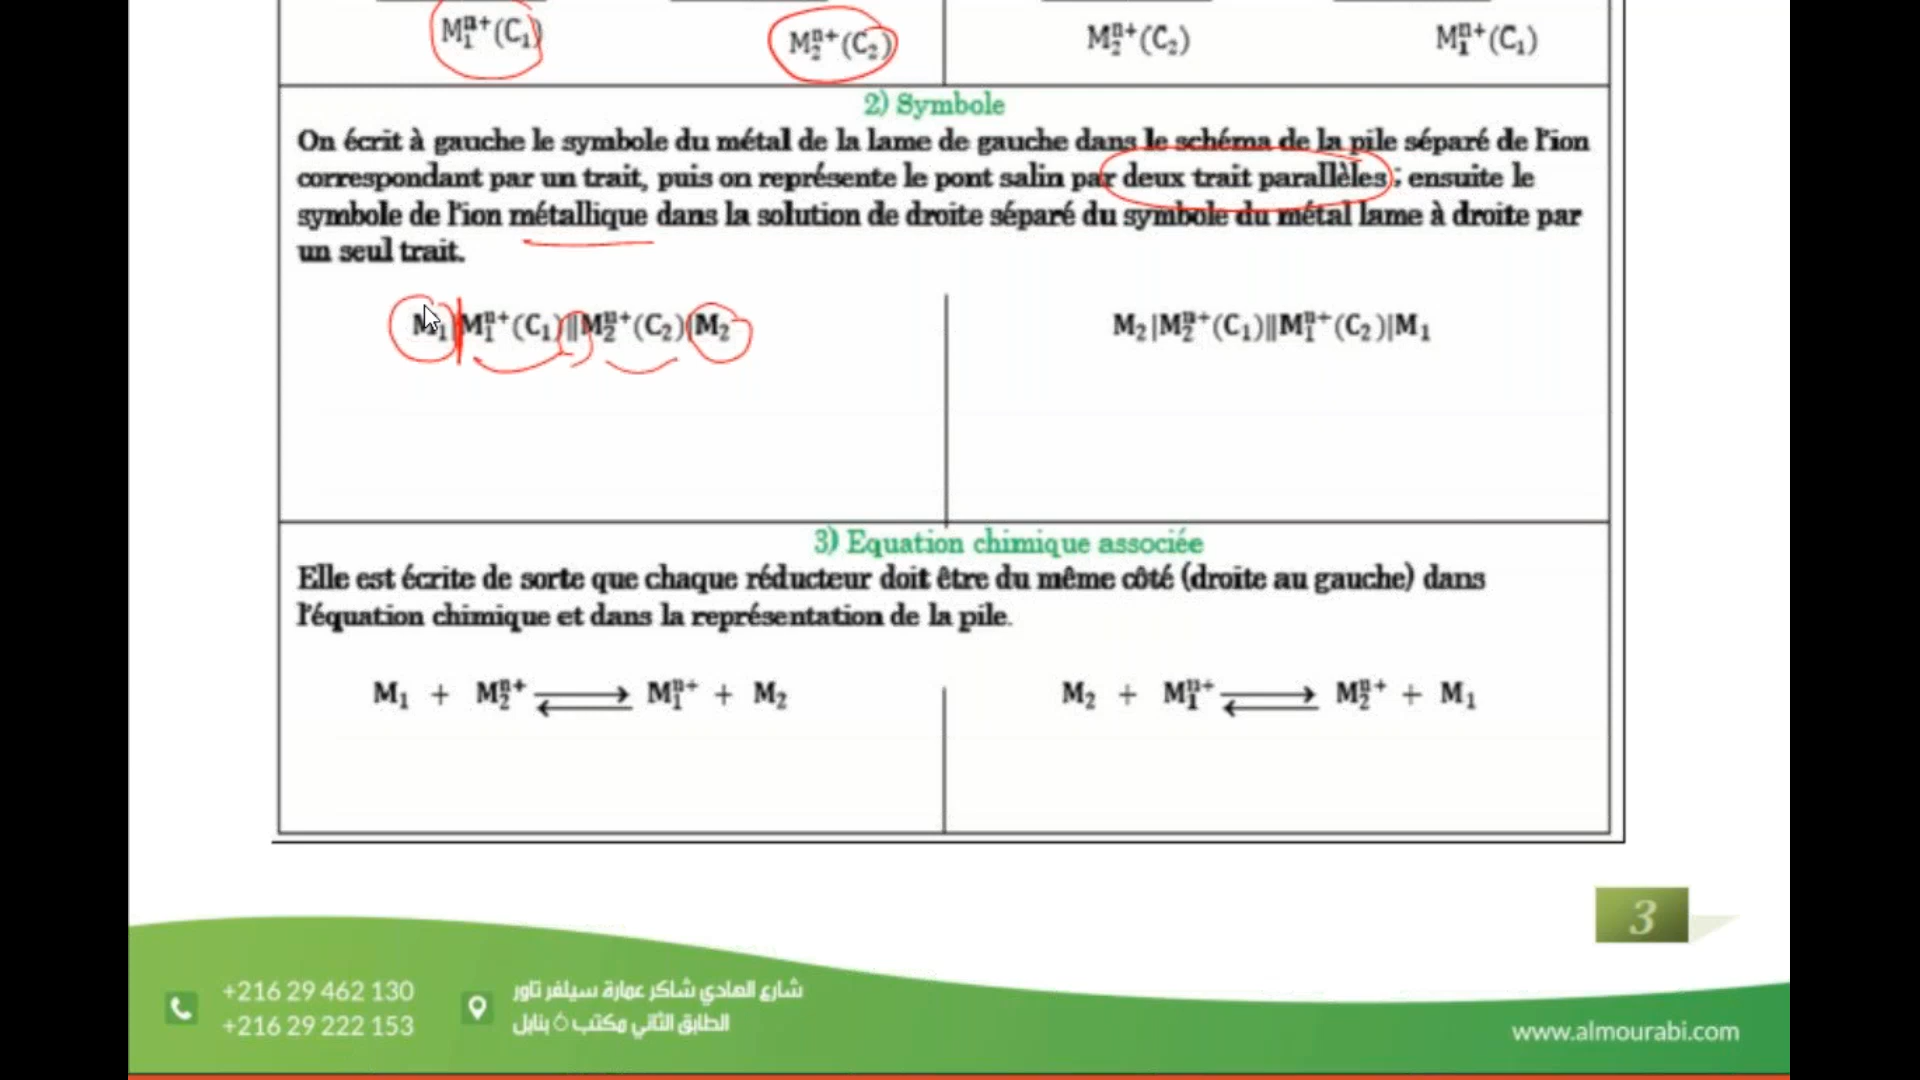 M₁ⁿ⁺(C₁) M₂ⁿ⁺(C₂) M₂ⁿ⁺(C₂) M₁ⁿ⁺(C₁)
2) Symbole
On écrit à gauche le symbole du métal de la lame de gauche dans le schéma de la pile séparé de l'ion
correspondant par un trait, puis on représente le pont salin par deux trait parallèles ; ensuite le
symbole de l'ion métallique dans la solution de droite séparé du symbole du métal lame à droite par
un seul trait.
M₁|M₁ⁿ⁺(C₁)||M₂ⁿ⁺(C₂)|M₂ M₂|M₂ⁿ⁺(C₁)||M₁ⁿ⁺(C₂)|M₁
3) Equation chimique associée
Elle est écrite de sorte que chaque réducteur doit être du même côté (droite au gauche) dans
l'équation chimique et dans la représentation de la pile.
M₁ + M₂ⁿ⁺ ⇄ M₁ⁿ⁺ + M₂ M₂ + M₁ⁿ⁺ ⇄ M₂ⁿ⁺ + M₁
3
+216 29 462 130
+216 29 222 153
شارع الهادي شاكر عمارة سيلفر تاور
الطابق الثاني مكتب 6 بنابل
www.almourabi.com